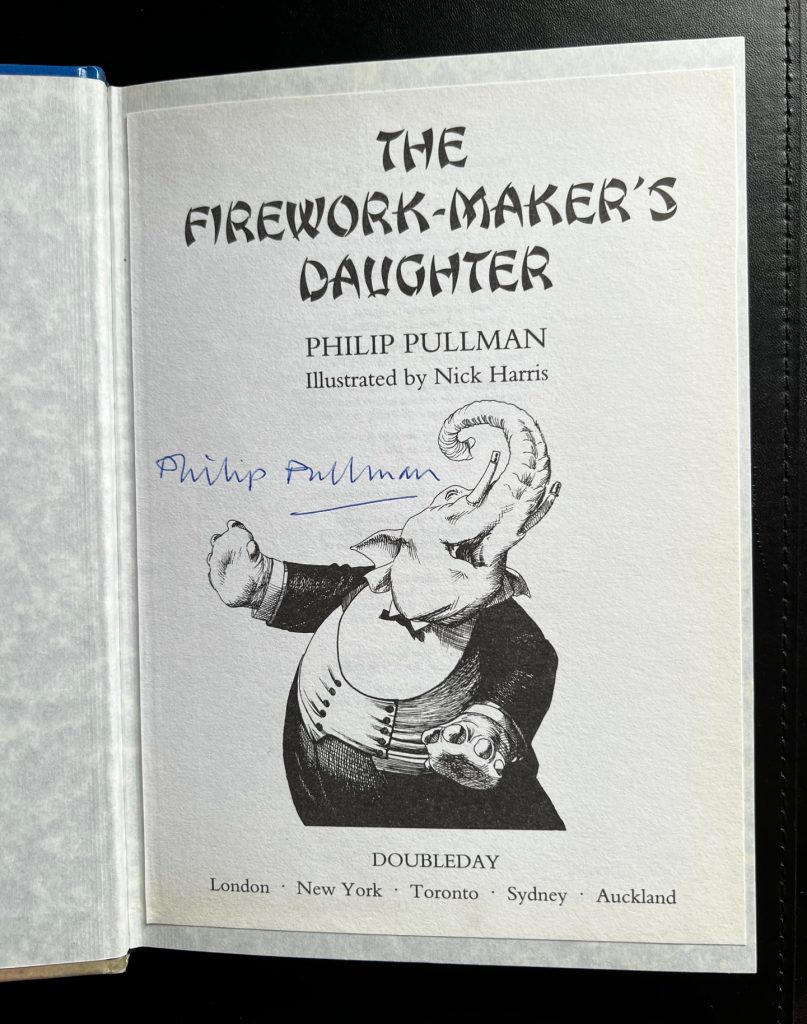 THE
FIREWORK-MAKER'S
DAUGHTER
PHILIP PULLMAN
Illustrated by Nick Harris
Philip Pullman
DOUBLEDAY
London · New York · Toronto · Sydney · Auckland